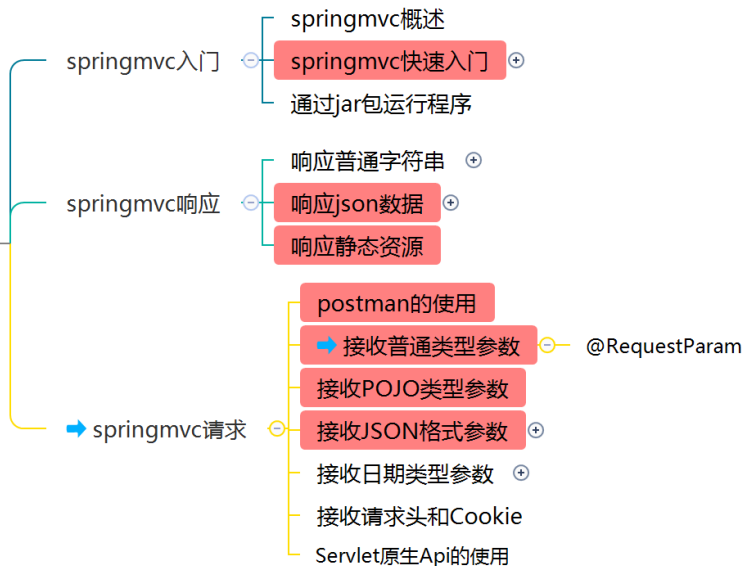 springmvc入门
springmvc概述
springmvc快速入门
通过jar包运行程序
springmvc响应
响应普通字符串
响应json数据
响应静态资源
springmvc请求
postman的使用
接收普通类型参数
@RequestParam
接收POJO类型参数
接收JSON格式参数
接收日期类型参数
接收请求头和Cookie
Servlet原生Api的使用